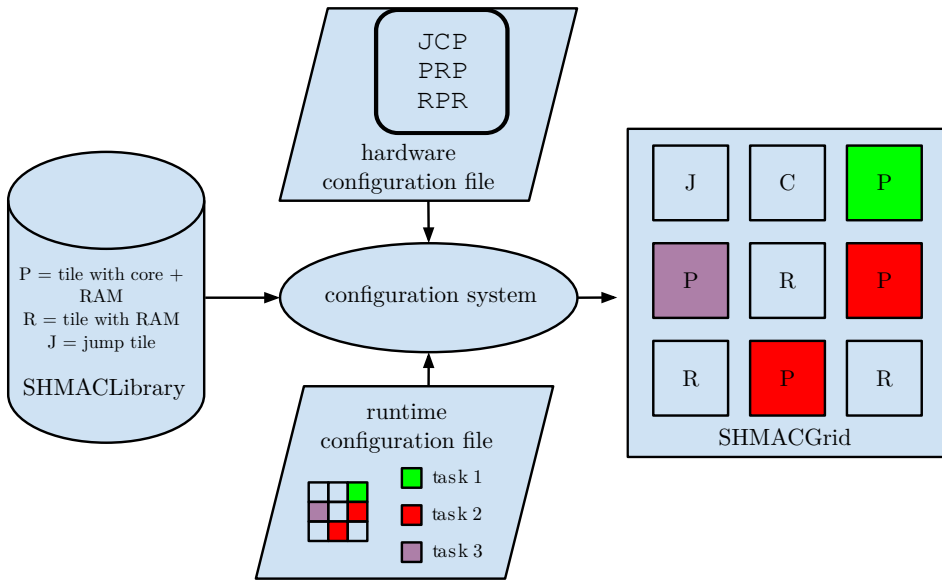 JCP
PRP
RPR
hardware
configuration file
P = tile with core +
RAM
R = tile with RAM
J = jump tile
SHMACLibrary
configuration system
runtime
configuration file
task 1
task 2
task 3
J C P
P R P
R P R
SHMACGrid